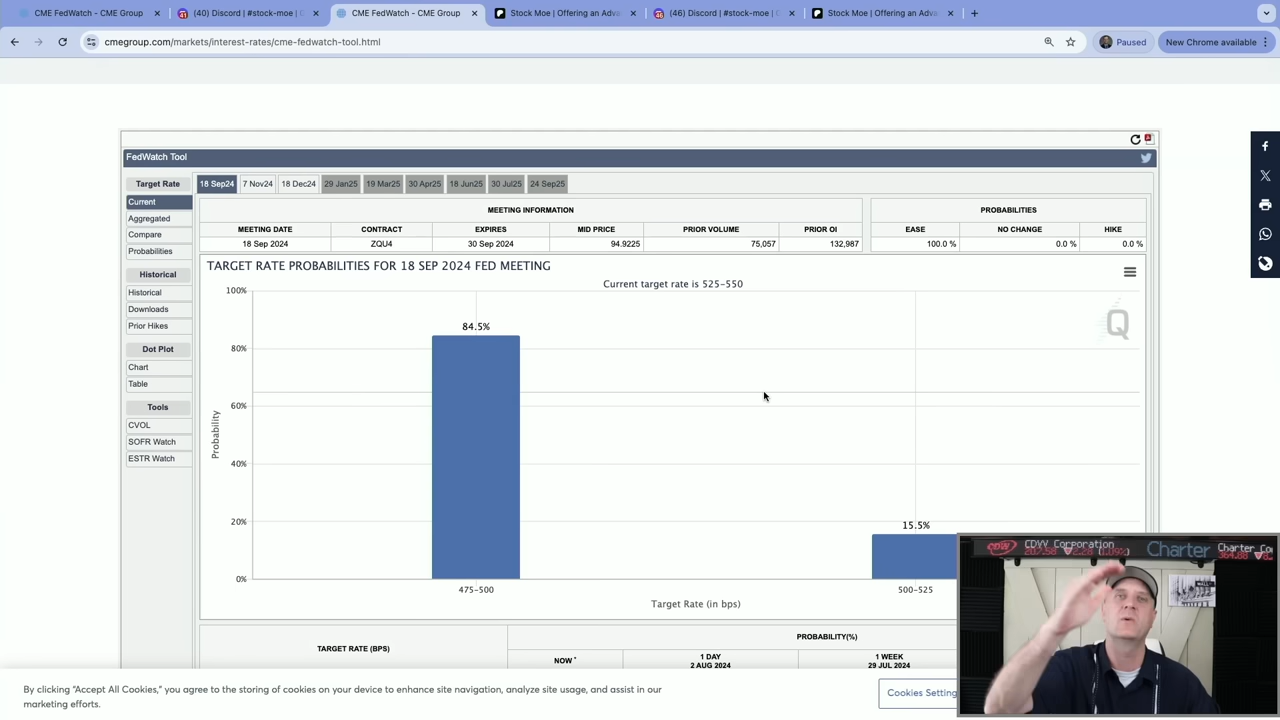 CME FedWatch - CME Group
(40) Discord | #stock-moe | C
CME FedWatch - CME Group
Stock Moe | Offering an Adva
(46) Discord | #stock-moe | C
Stock Moe | Offering an Adva
cmegroup.com/markets/interest-rates/cme-fedwatch-tool.html
Paused
New Chrome available
FedWatch Tool
Target Rate
Current
Aggregated
Compare
Probabilities
Historical
Historical
Downloads
Prior Hikes
Dot Plot
Chart
Table
Tools
CVOL
SOFR Watch
ESTR Watch
18 Sep24 7 Nov24 18 Dec24 29 Jan25 19 Mar25 30 Apr25 18 Jun25 30 Jul25 24 Sep25
MEETING INFORMATION
MEETING DATE CONTRACT EXPIRES MID PRICE PRIOR VOLUME PRIOR OI
18 Sep 2024 ZQU4 30 Sep 2024 94.9225 75,057 132,987
PROBABILITIES
EASE NO CHANGE HIKE
100.0 % 0.0 % 0.0 %
TARGET RATE PROBABILITIES FOR 18 SEP 2024 FED MEETING
Current target rate is 525-550
Q
Probability
100%
80%
60%
40%
20%
0%
84.5%
15.5%
475-500
500-525
Target Rate (in bps)
TARGET RATE (BPS)
PROBABILITY(%)
NOW *
1 DAY
2 AUG 2024
1 WEEK
29 JUL 2024
By clicking “Accept All Cookies,” you agree to the storing of cookies on your device to enhance site navigation, analyze site usage, and assist in our
marketing efforts.
Cookies Setting
CDW Corporation
Charter
Charter Co